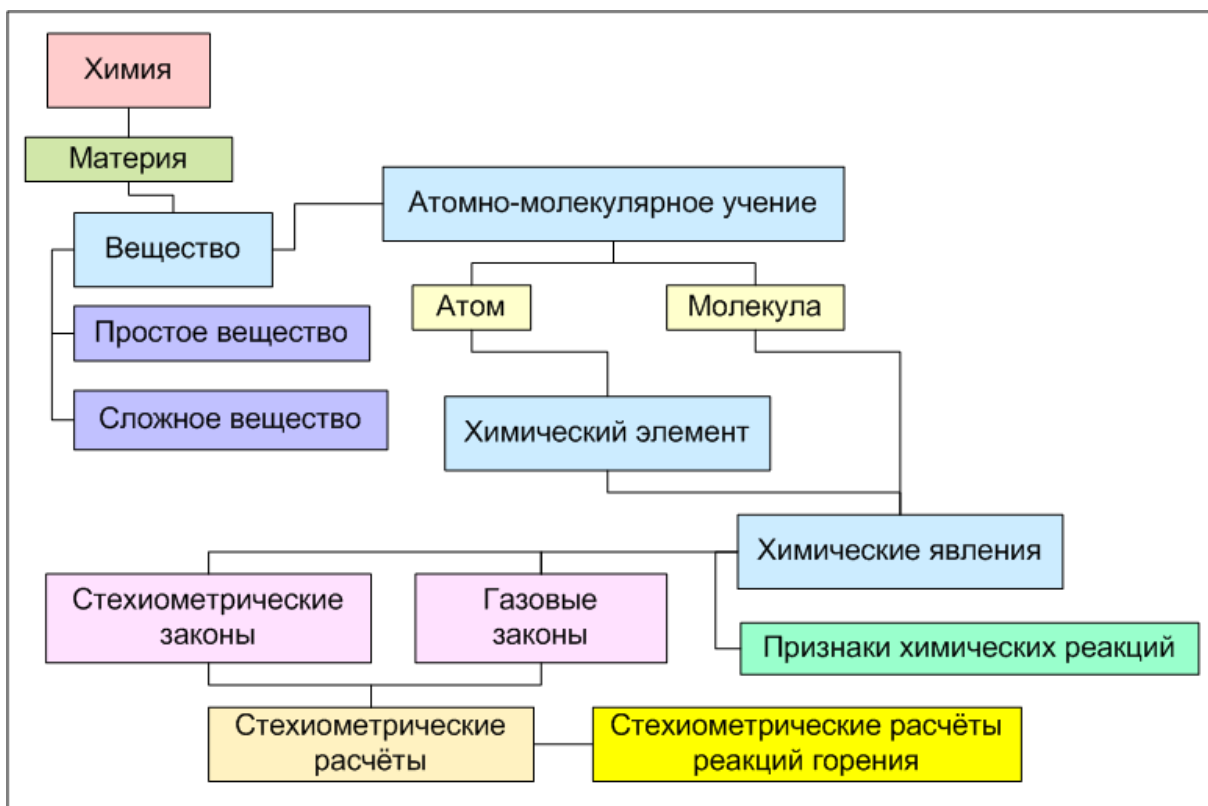 Химия
Материя
Вещество
Атомно-молекулярное учение
Атом
Молекула
Простое вещество
Сложное вещество
Химический элемент
Химические явления
Стехиометрические
законы
Газовые
законы
Признаки химических реакций
Стехиометрические
расчёты
Стехиометрические расчёты
реакций горения